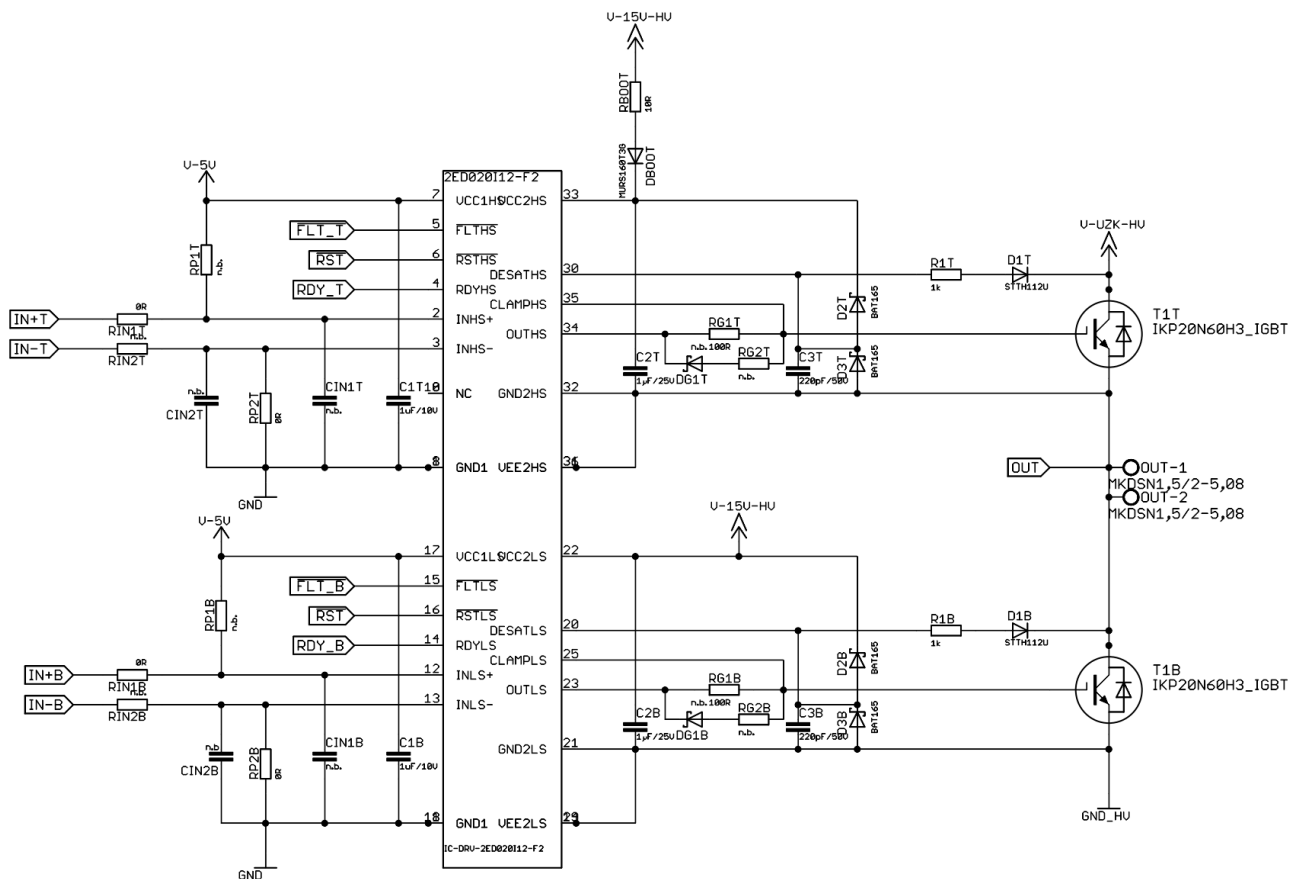 V-15V-HV
RBOOT
10R
MURS160T3G
DBOOT
V-5V
2ED020I12-F2
7
VCC1HS
VCC2HS
33
FLT_T
5
FLTHS
RST
6
RSTHS
RDY_T
4
RDYHS
DESATHS
30
CLAMPHS
35
IN+T
0R
RIN1T
2
INHS+
OUTHS
34
IN-T
n.b.
RIN2T
3
INHS-
RP1T
n.b.
NC
GND2HS
32
CIN2T
RP2T
0R
CIN1T
n.b.
C1T
10
1uF/10V
GND1
VEE2HS
GND
RG1T
n.b.
100R
DG1T
RG2T
n.b.
C2T
1µF/25V
C3T
220pF/50V
D2T
BAT165
D3T
BAT165
R1T
1k
D1T
STTH112U
V-UZK-HV
T1T
IKP20N60H3_IGBT
OUT
OUT-1
MKDSN1,5/2-5,08
OUT-2
MKDSN1,5/2-5,08
V-5V
V-15V-HV
17
VCC1LS
VCC2LS
22
FLT_B
15
FLTLS
RST
16
RSTLS
RDY_B
14
RDYLS
DESATLS
20
CLAMPLS
25
IN+B
0R
RIN1B
12
INLS+
OUTLS
23
IN-B
n.b.
RIN2B
13
INLS-
RP1B
n.b.
GND2LS
21
CIN2B
RP2B
0R
CIN1B
n.b.
C1B
1uF/10V
18
GND1
VEE2LS
GND
RG1B
n.b.
100R
DG1B
RG2B
n.b.
C2B
1µF/25V
C3B
220pF/50V
D2B
BAT165
D3B
BAT165
R1B
1k
D1B
STTH112U
T1B
IKP20N60H3_IGBT
GND_HV
IC-DRV-2ED020I12-F2